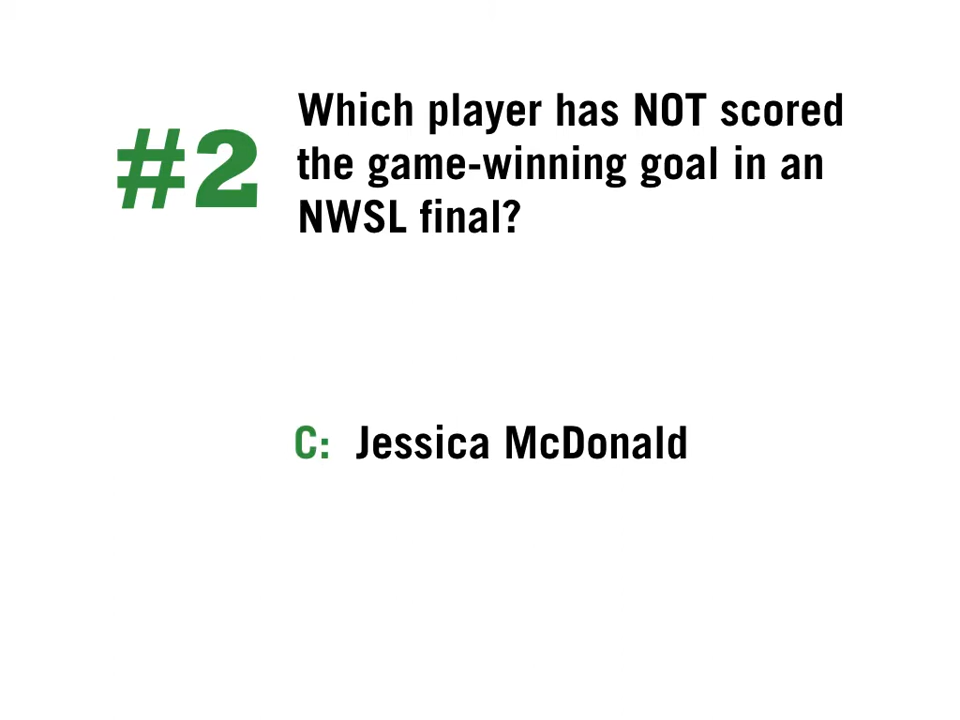 #2
Which player has NOT scored
the game-winning goal in an
NWSL final?
C: Jessica McDonald